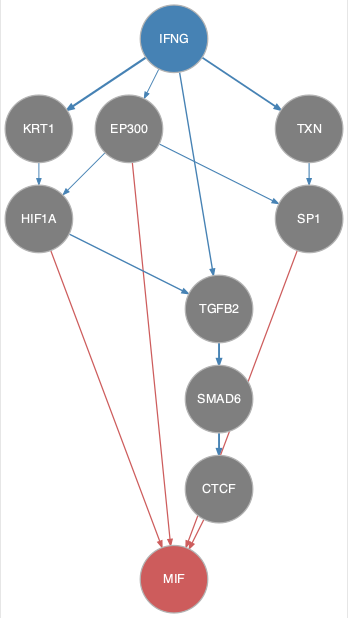 IFNG
KRT1
EP300
TXN
HIF1A
SP1
TGFB2
SMAD6
CTCF
MIF